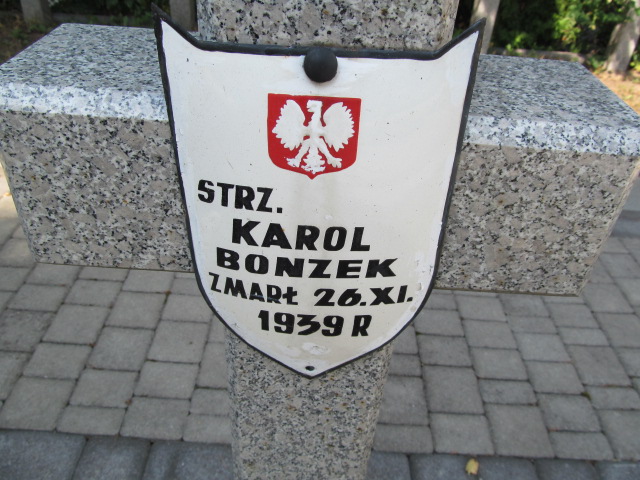 STRZ.
KAROL
BONZEK
ZMARŁ 26.XI.
1939 R